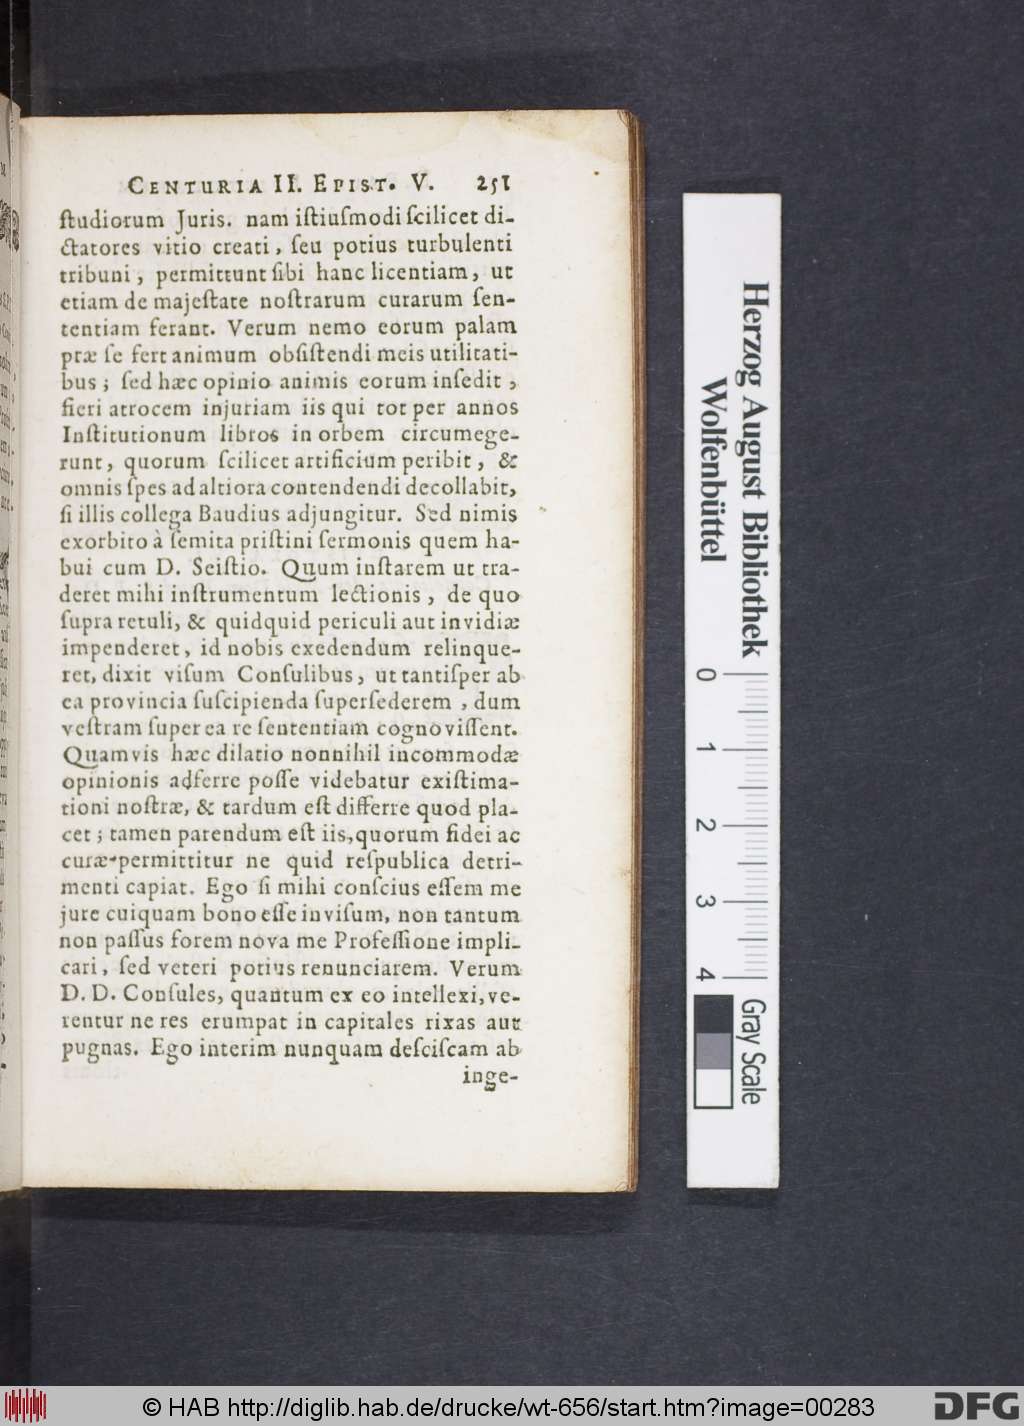 CENTURIA II. EPIST. V. 251
ſtudiorum Juris. nam iſtiuſmodi ſcilicet di-
ctatores vitio creati, ſeu potius turbulenti
tribuni, permittunt ſibi hanc licentiam, ut
etiam de majeſtate noſtrarum curarum ſen-
tentiam ferant. Verum nemo eorum palam
præ ſe fert animum obſiſtendi meis utilitati-
bus; ſed hæc opinio animis eorum inſedit,
fieri atrocem injuriam iis qui tot per annos
Inſtitutionum libros in orbem circumege-
runt, quorum ſcilicet artificium peribit, &
omnis ſpes ad altiora contendendi decollabit,
ſi illis collega Baudius adjungitur. Sed nimis
exorbito à ſemita priſtini ſermonis quem ha-
bui cum D. Seiſtio. Quum inſtarem ut tra-
deret mihi inſtrumentum lectionis, de quo
ſupra retuli, & quidquid periculi aut invidiæ
impenderet, id nobis exedendum relinque-
ret, dixit viſum Conſulibus, ut tantiſper ab
ea provincia ſuſcipienda ſuperſederem, dum
veſtram ſuper ea re ſententiam cognoviſſent.
Quamvis hæc dilatio nonnihil incommodæ
opinionis adferre poſſe videbatur exiſtima-
tioni noſtræ, & tardum eſt differre quod pla-
cet; tamen parendum eſt iis, quorum fidei ac
curæ permittitur ne quid reſpublica detri-
menti capiat. Ego ſi mihi conſcius eſſem me
jure cuiquam bono eſſe inviſum, non tantum
non paſſus forem nova me Profeſſione impli-
cari, ſed veteri potius renunciarem. Verum
D. D. Conſules, quantum ex eo intellexi, ve-
rentur ne res erumpat in capitales rixas aut
pugnas. Ego interim nunquam deſciſcam ab
inge-
Herzog August Bibliothek
Wolfenbüttel
0 1 2 3 4
Gray Scale
© HAB http://diglib.hab.de/drucke/wt-656/start.htm?image=00283
DFG